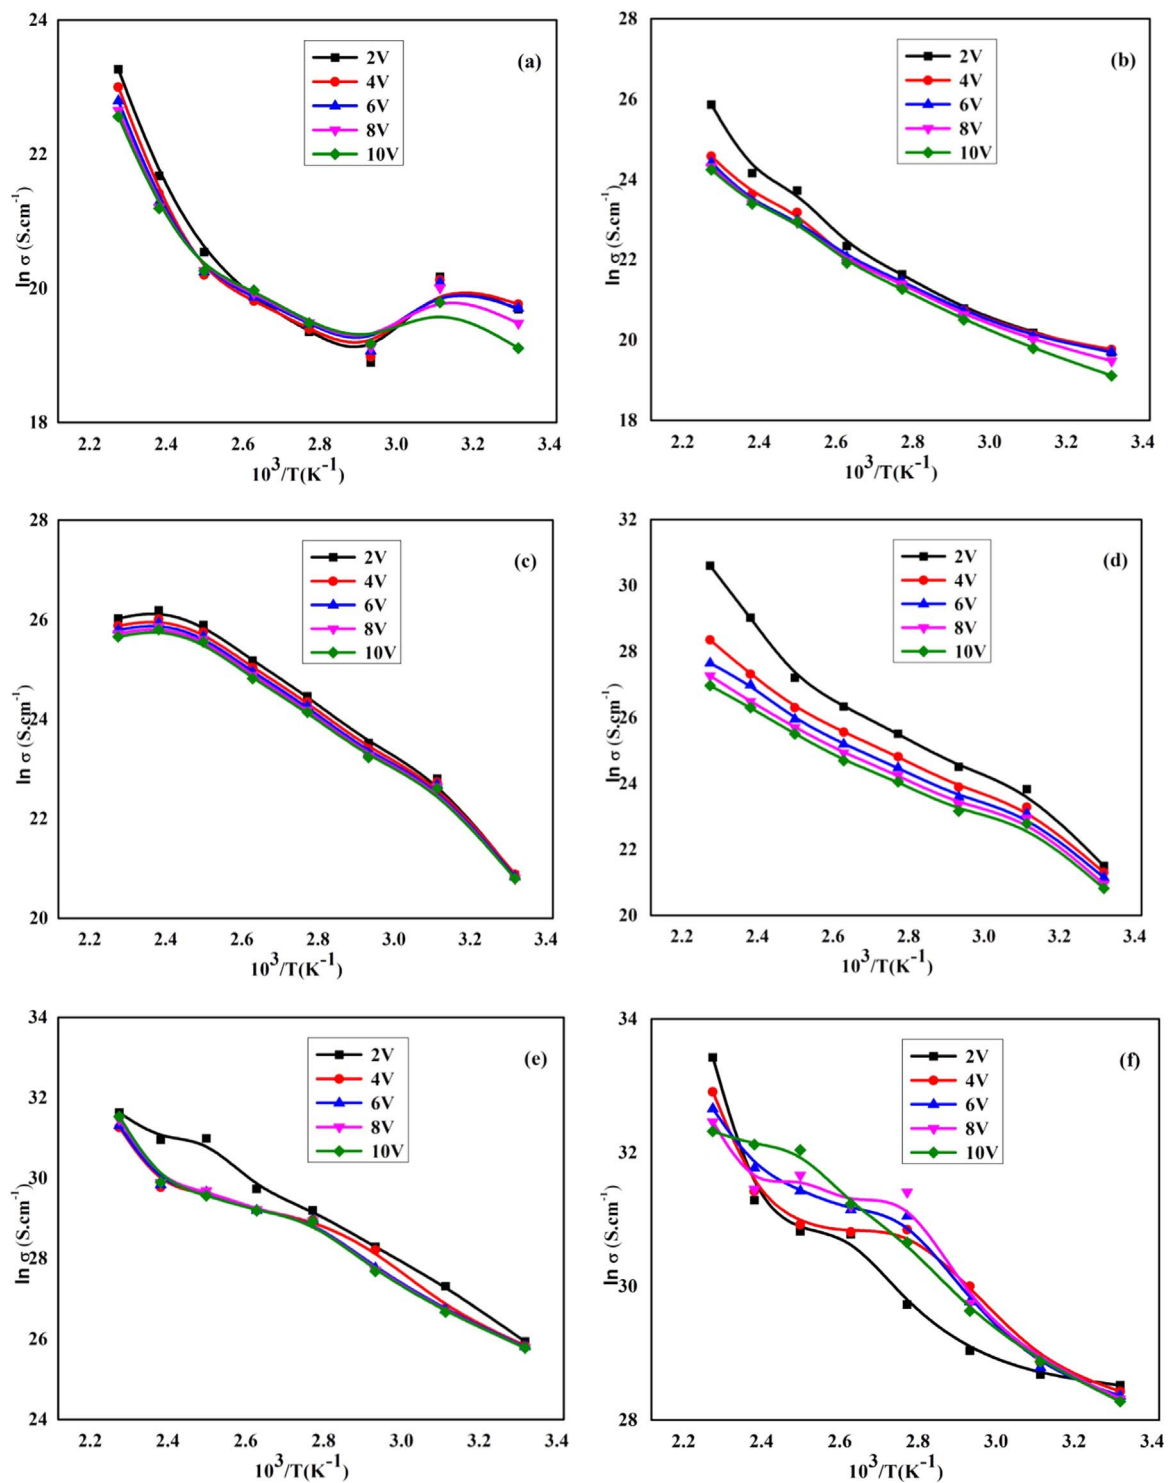 24
22
20
18
ln σ (S.cm⁻¹)
2V
4V
6V
8V
10V
(a)
2.2 2.4 2.6 2.8 3.0 3.2 3.4
10³/T(K⁻¹)
28
26
24
22
20
18
ln σ (S.cm⁻¹)
2V
4V
6V
8V
10V
(b)
2.2 2.4 2.6 2.8 3.0 3.2 3.4
10³/T(K⁻¹)
28
26
24
22
20
ln σ (S.cm⁻¹)
2V
4V
6V
8V
10V
(c)
2.2 2.4 2.6 2.8 3.0 3.2 3.4
10³/T(K⁻¹)
32
30
28
26
24
22
20
ln σ (S.cm⁻¹)
2V
4V
6V
8V
10V
(d)
2.2 2.4 2.6 2.8 3.0 3.2 3.4
10³/T(K⁻¹)
34
32
30
28
26
24
ln σ (S.cm⁻¹)
2V
4V
6V
8V
10V
(e)
2.2 2.4 2.6 2.8 3.0 3.2 3.4
10³/T(K⁻¹)
34
32
30
28
ln σ (S.cm⁻¹)
2V
4V
6V
8V
10V
(f)
2.2 2.4 2.6 2.8 3.0 3.2 3.4
10³/T(K⁻¹)